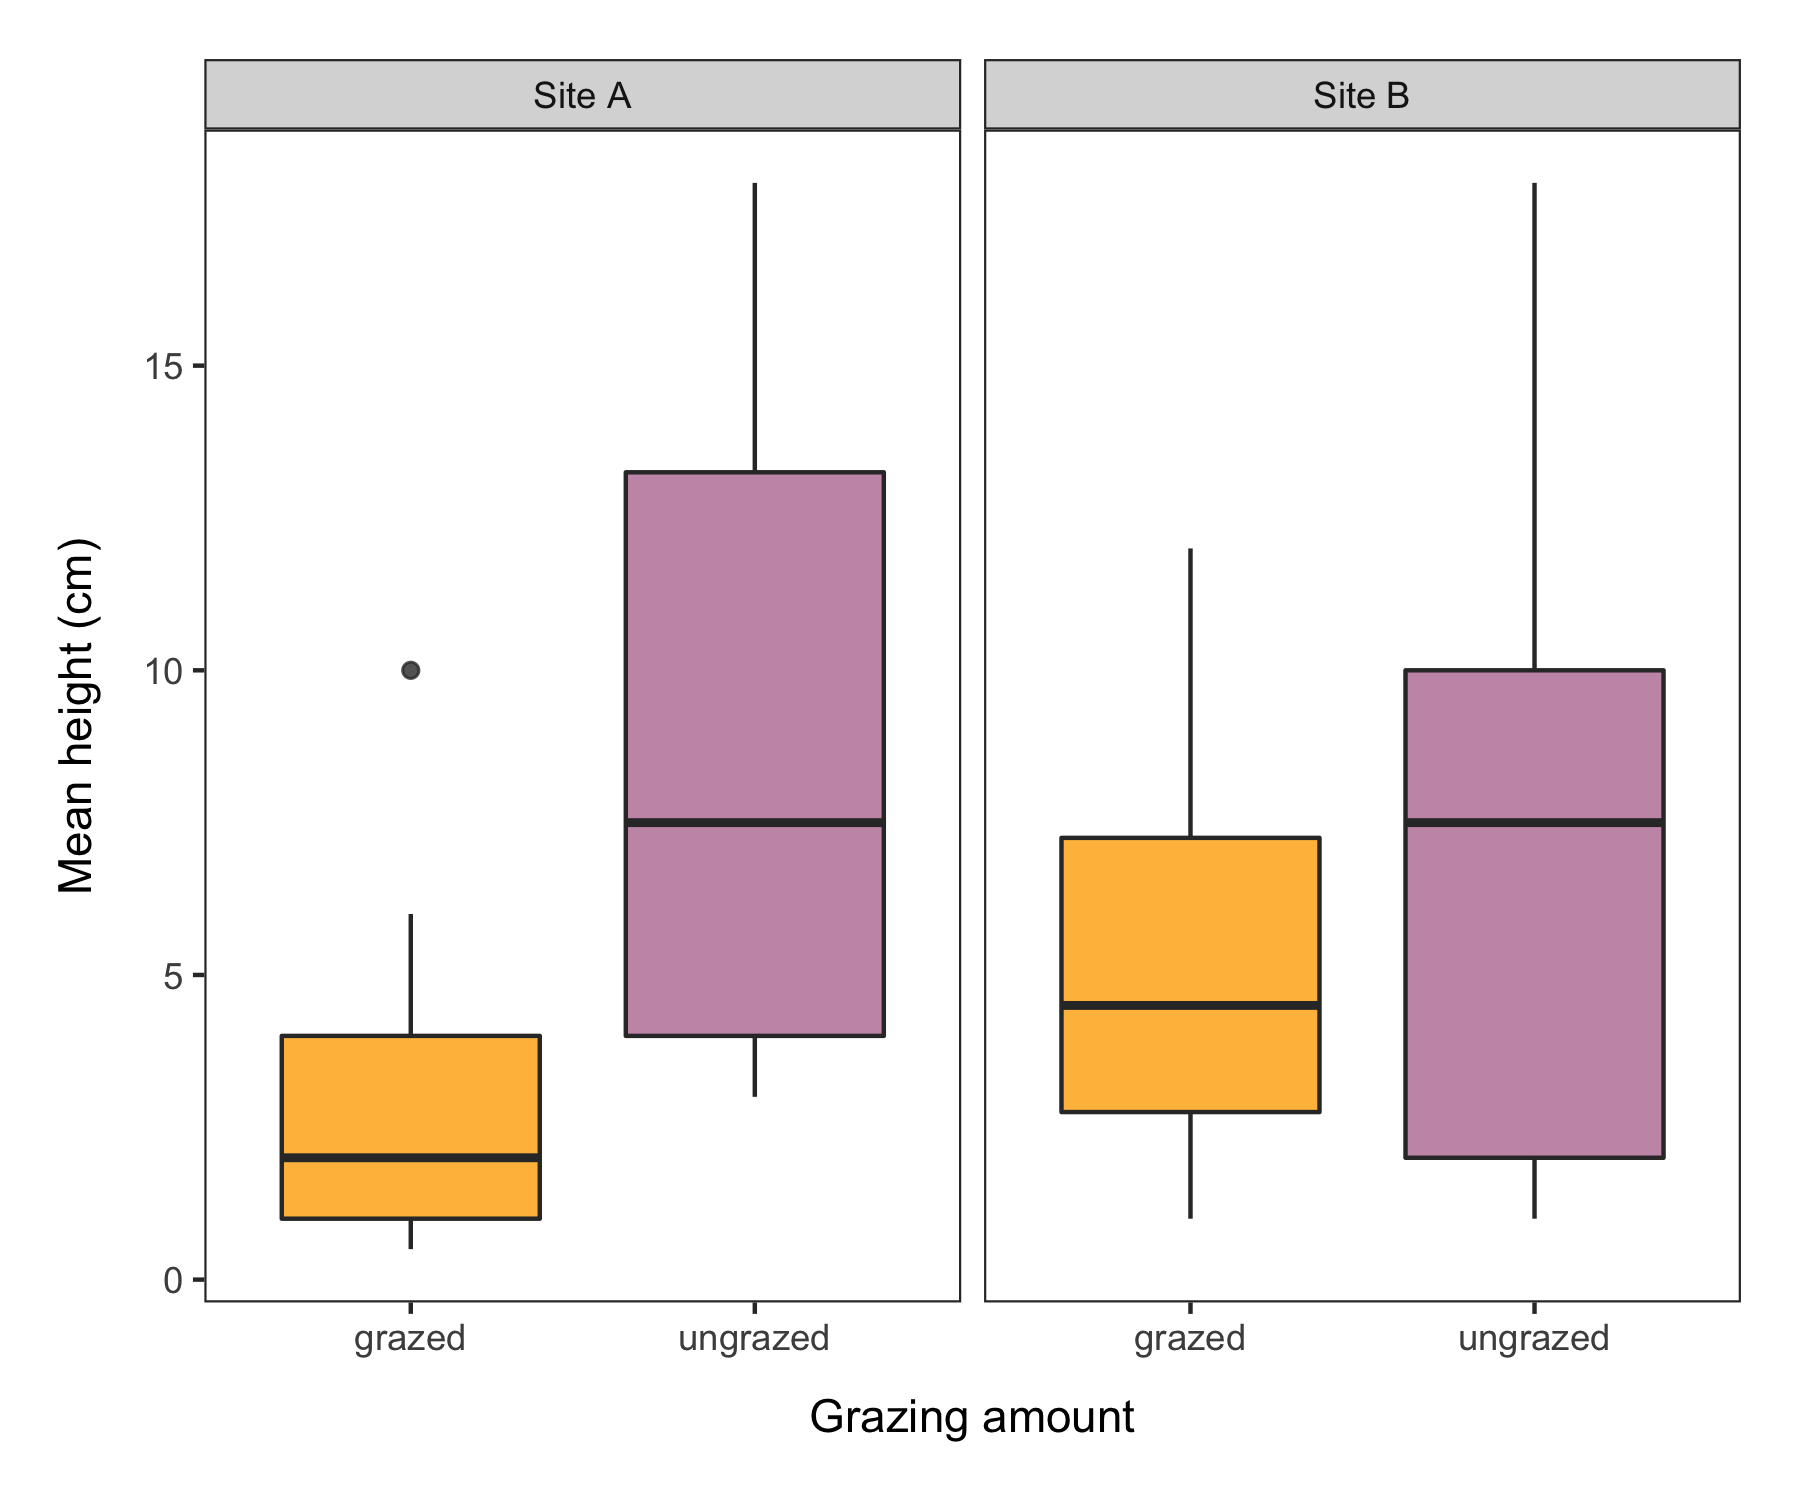 Site A
Site B
Mean height (cm)
15
10
5
0
grazed
ungrazed
grazed
ungrazed
Grazing amount